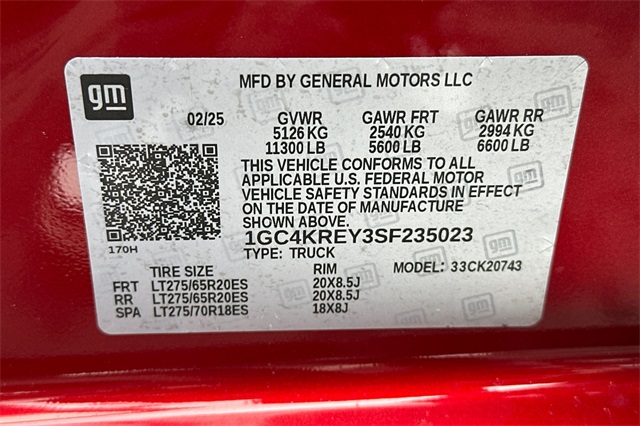 gm
MFD BY GENERAL MOTORS LLC
02/25 GVWR GAWR FRT GAWR RR
5126 KG 2540 KG 2994 KG
11300 LB 5600 LB 6600 LB
THIS VEHICLE CONFORMS TO ALL
APPLICABLE U.S. FEDERAL MOTOR
VEHICLE SAFETY STANDARDS IN EFFECT
ON THE DATE OF MANUFACTURE
SHOWN ABOVE.
170H
1GC4KREY3SF235023
TYPE: TRUCK MODEL: 33CK20743
TIRE SIZE RIM
FRT LT275/65R20ES 20X8.5J
RR LT275/65R20ES 20X8.5J
SPA LT275/70R18ES 18X8J